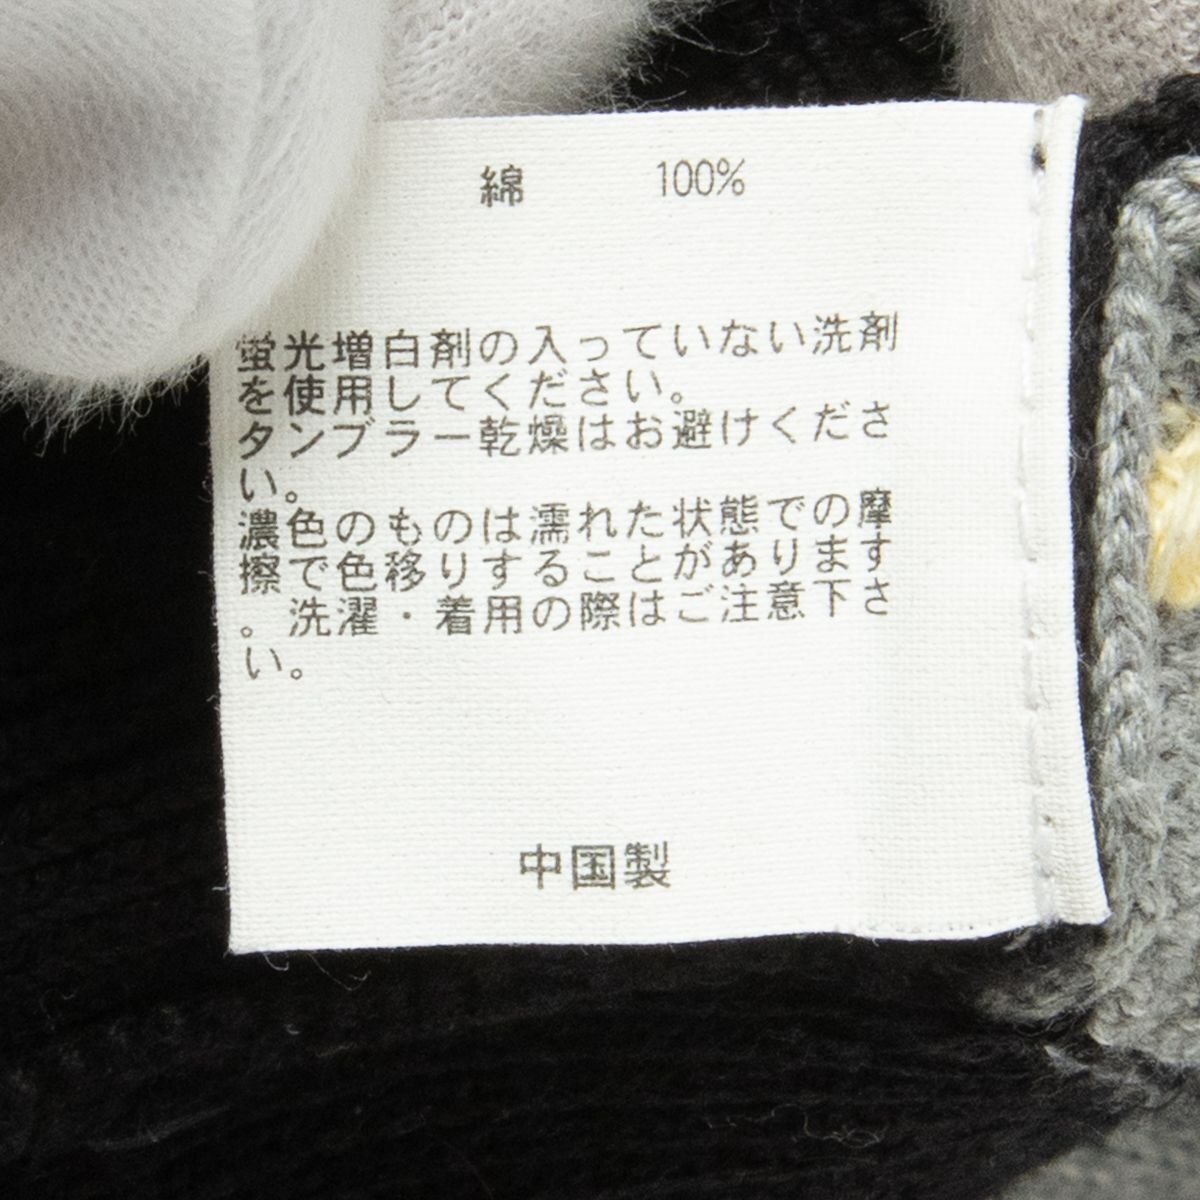 綿 100%
蛍光増白剤の入っていない洗剤
を使用してください。
タンブラー乾燥はお避けくださ
い。
濃色のものは濡れた状態での摩
擦で色移りすることがあります
。洗濯・着用の際はご注意下さ
い。
中国製